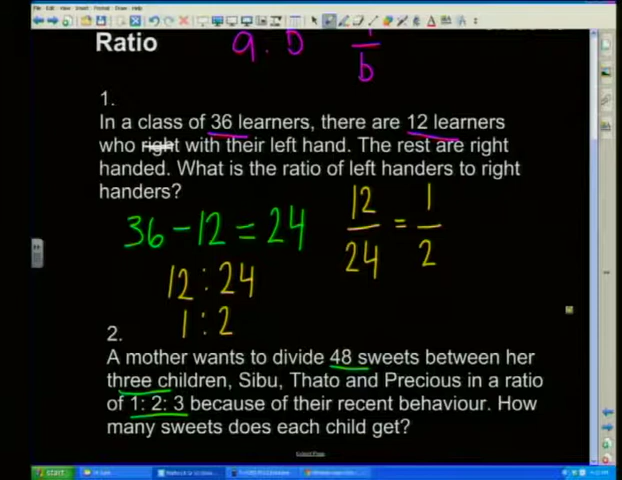 Ratio
a : b
b
1.
In a class of 36 learners, there are 12 learners
who right with their left hand. The rest are right
handed. What is the ratio of left handers to right
handers?
36 - 12 = 24
12/24 = 1/2
12 : 24
1 : 2
2.
A mother wants to divide 48 sweets between her
three children, Sibu, Thato and Precious in a ratio
of 1: 2: 3 because of their recent behaviour. How
many sweets does each child get?
start